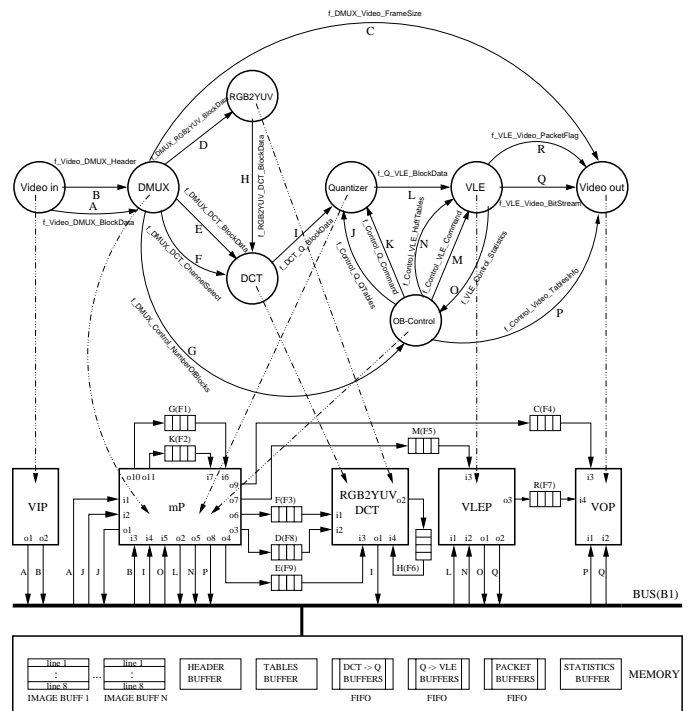 f_DMUX_Video_FrameSize
C
RGB2YUV
f_DMUX_RGB2YUV_BlockData
D
f_VLE_Video_PacketFlag
R
f_Video_DMUX_Header
H
f_RGB2YUV_DCT_BlockData
f_Q_VLE_BlockData
Video in
B
A
DMUX
Quantizer
L
VLE
Q
Video out
f_Video_DMUX_BlockData
f_DMUX_DCT_BlockData
E
F
f_DMUX_DCT_ChannelSelect
I
f_DCT_Q_BlockData
J
K
N
M
O
f_VLE_Video_BitStream
f_Control_VLE_HuffTables
f_Control_VLE_Command
f_VLE_Control_Statistics
f_Control_Q_Command
f_Control_Q_QTables
DCT
f_Control_Video_TablesInfo
OB-Control
P
f_DMUX_Control_NumberOfBlocks
G
G(F1)
C(F4)
K(F2)
M(F5)
o10 o11 i7 i6
o9
i3
i3
VIP
mP
RGB2YUV
DCT
VLEP
VOP
i1
i2
o1
o7
o6
o3
F(F3)
D(F8)
E(F9)
i1
i2
o2
o3
R(F7)
i4
o1 o2
i3 i4 i5 o2 o5 o8 o4
i3 o1 i4
i1 i2 o1 o2
i1 i2
H(F6)
A B
A J J
B I O L N P
I
L N O Q
P Q
BUS(B1)
line 1
:
line 8
...
line 1
:
line 8
IMAGE BUFF 1
IMAGE BUFF N
HEADER
BUFFER
TABLES
BUFFER
DCT -> Q
BUFFERS
FIFO
Q -> VLE
BUFFERS
FIFO
PACKET
BUFFERS
FIFO
STATISTICS
BUFFER
MEMORY